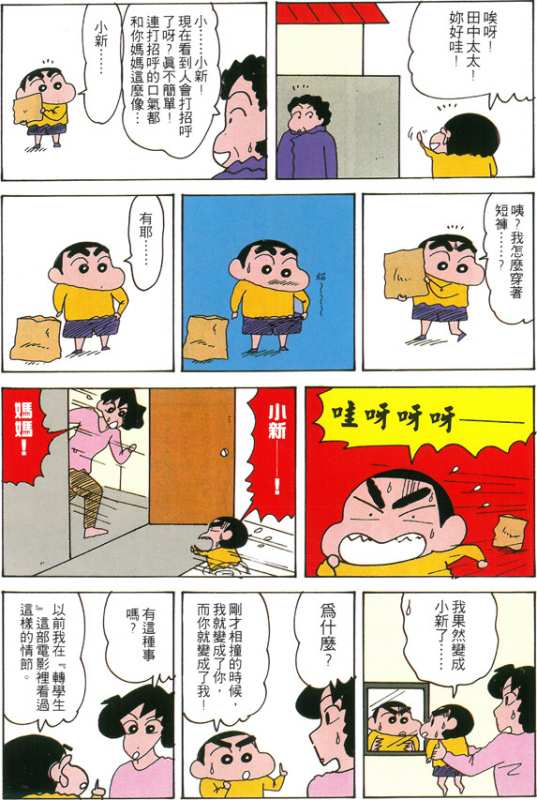 唉呀！
田中太太！
妳好哇！
小……小新！
現在看到人會打招呼
了呀？眞不簡單！
連打招呼的口氣都
和你媽媽這麼像…
小新……
咦？我怎麼穿著
短褲……？
有耶…
哇呀呀呀——
小新——！
媽媽！
我果然變成
小新了……
爲什麼？
剛才相撞的時候，
我就變成了你，
而你就變成了我！
有這種事
嗎？
以前我在『轉學生
』這部電影裡看過
這樣的情節。